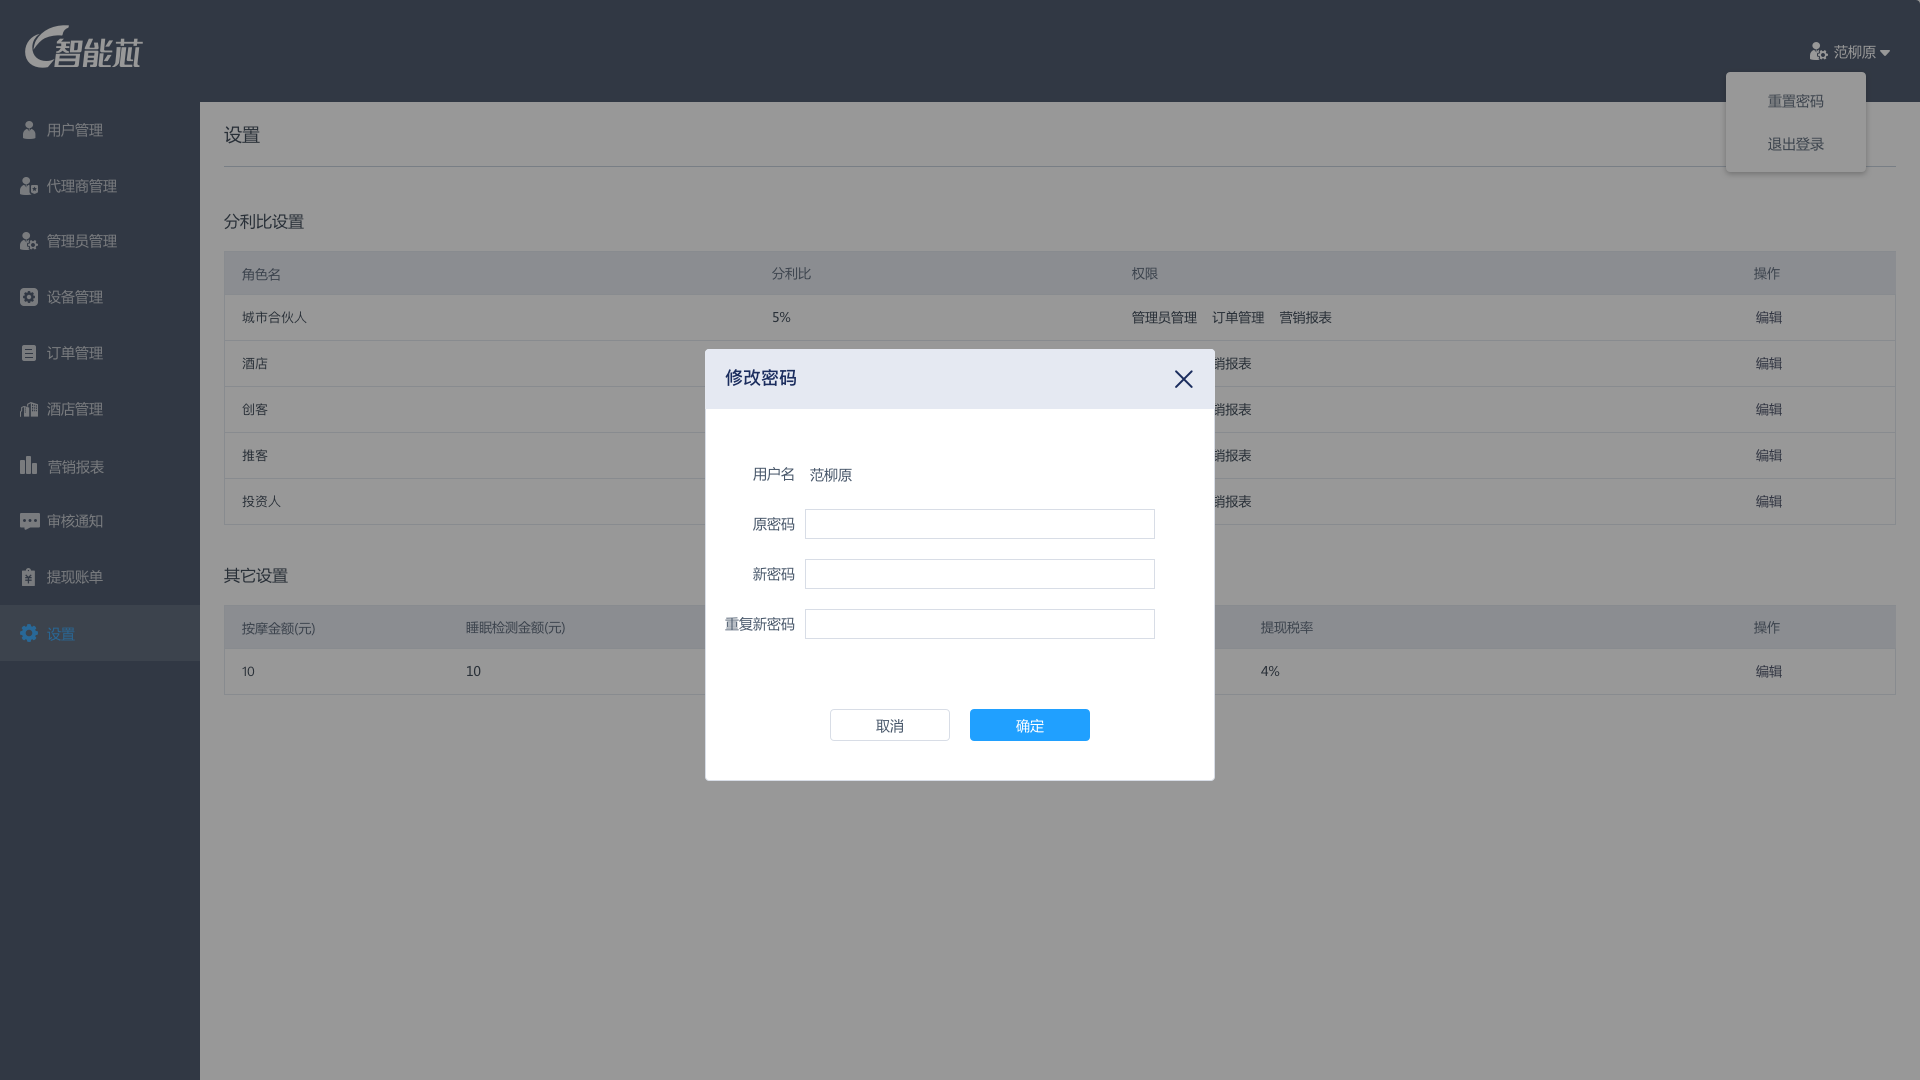 智能芯
范柳原
重置密码
退出登录
用户管理
代理商管理
管理员管理
设备管理
订单管理
酒店管理
营销报表
审核通知
提现账单
设置
设置
分利比设置
角色名 分利比 权限 操作
城市合伙人 5% 管理员管理 订单管理 营销报表 编辑
酒店 销报表 编辑
创客 销报表 编辑
推客 销报表 编辑
投资人 销报表 编辑
其它设置
按摩金额(元) 睡眠检测金额(元) 提现税率 操作
10 10 4% 编辑
修改密码
用户名 范柳原
原密码
新密码
重复新密码
取消 确定